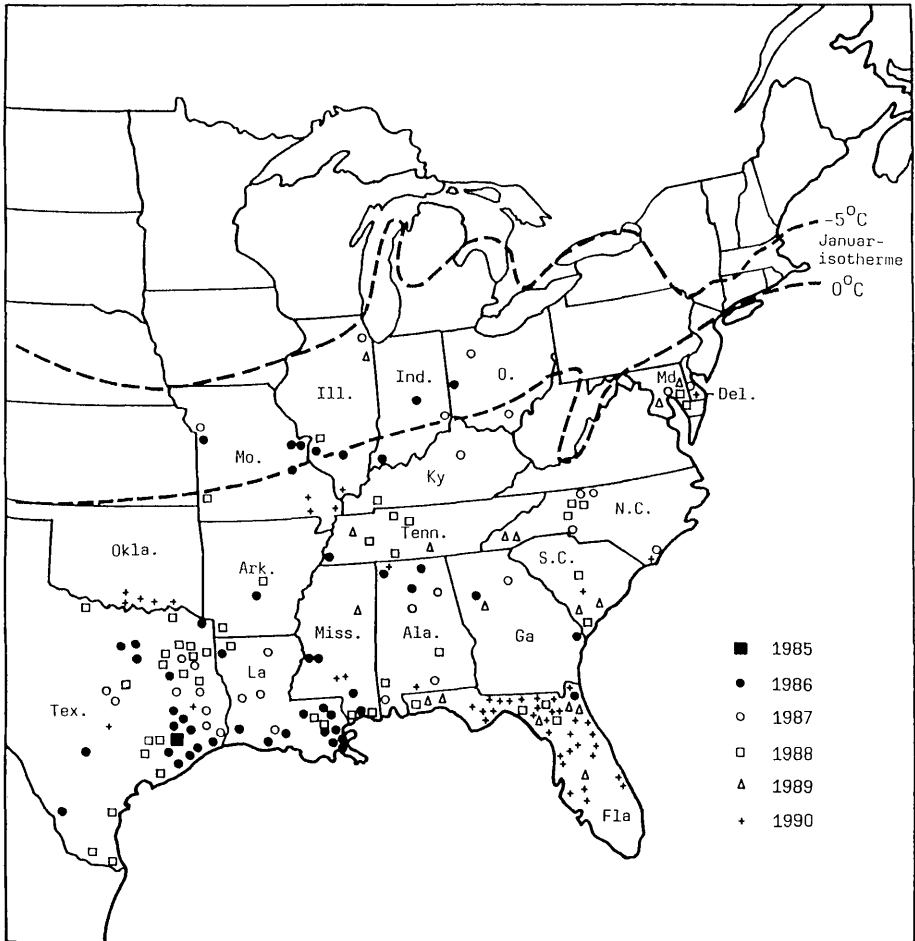 -5°C
Januar-
isotherme
0°C
Ill.
Ind.
O.
Md.
Del.
Mo.
Ky
N.C.
Tenn.
Okla.
Ark.
S.C.
Miss.
Ala.
Ga
La
Tex.
Fla
1985
1986
1987
1988
1989
1990